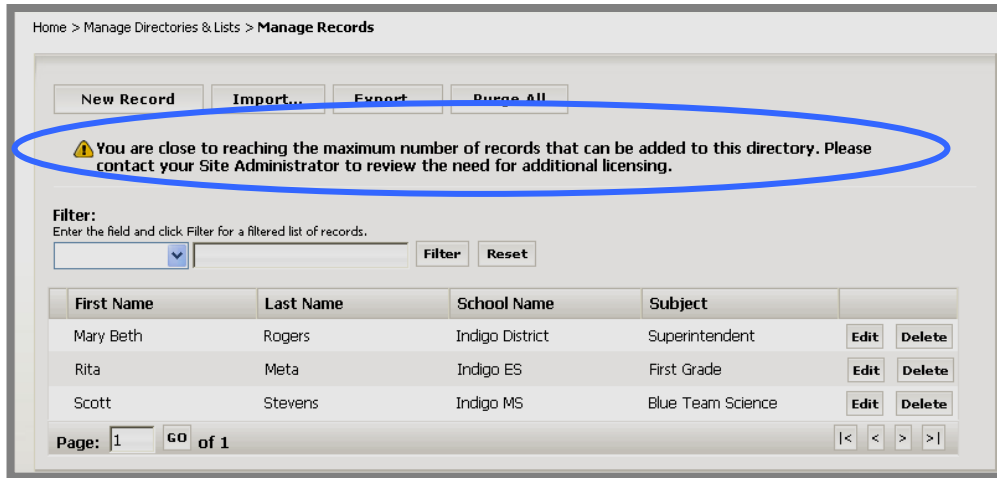 Home > Manage Directories & Lists > Manage Records
New Record Import... Export... Purge All
You are close to reaching the maximum number of records that can be added to this directory. Please
contact your Site Administrator to review the need for additional licensing.
Filter:
Enter the field and click Filter for a filtered list of records.
Filter Reset
First Name Last Name School Name Subject
Mary Beth Rogers Indigo District Superintendent Edit Delete
Rita Meta Indigo ES First Grade Edit Delete
Scott Stevens Indigo MS Blue Team Science Edit Delete
Page: 1 GO of 1 |< < > >|